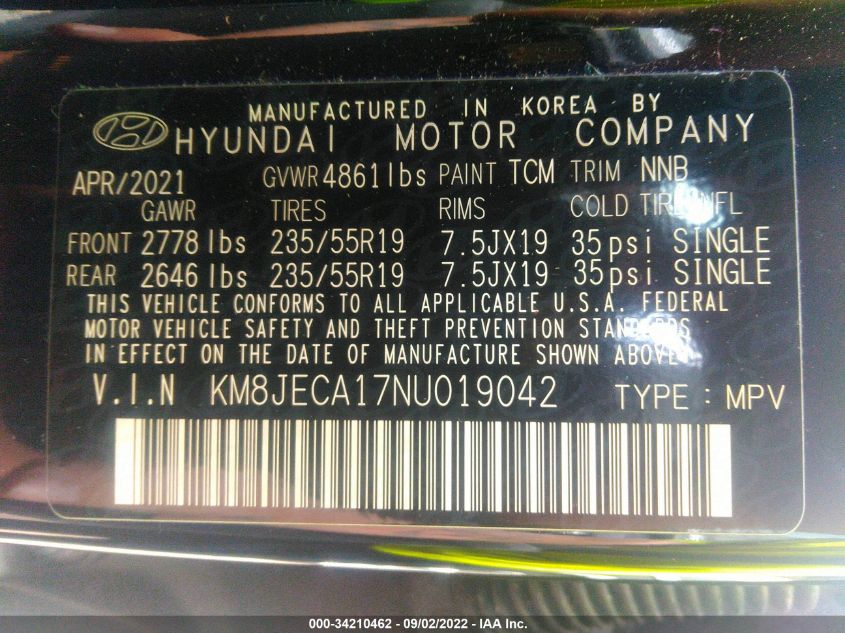 MANUFACTURED IN KOREA BY
HYUNDAI MOTOR COMPANY
APR/2021 GVWR 4861 lbs PAINT TCM TRIM NNB
GAWR TIRES RIMS COLD TIRE INFL
FRONT 2778 lbs 235/55R19 7.5JX19 35psi SINGLE
REAR 2646 lbs 235/55R19 7.5JX19 35psi SINGLE
THIS VEHICLE CONFORMS TO ALL APPLICABLE U.S.A. FEDERAL
MOTOR VEHICLE SAFETY AND THEFT PREVENTION STANDARDS
IN EFFECT ON THE DATE OF MANUFACTURE SHOWN ABOVE.
V.I.N KM8JECA17NU019042 TYPE : MPV
000-34210462 - 09/02/2022 - IAA Inc.